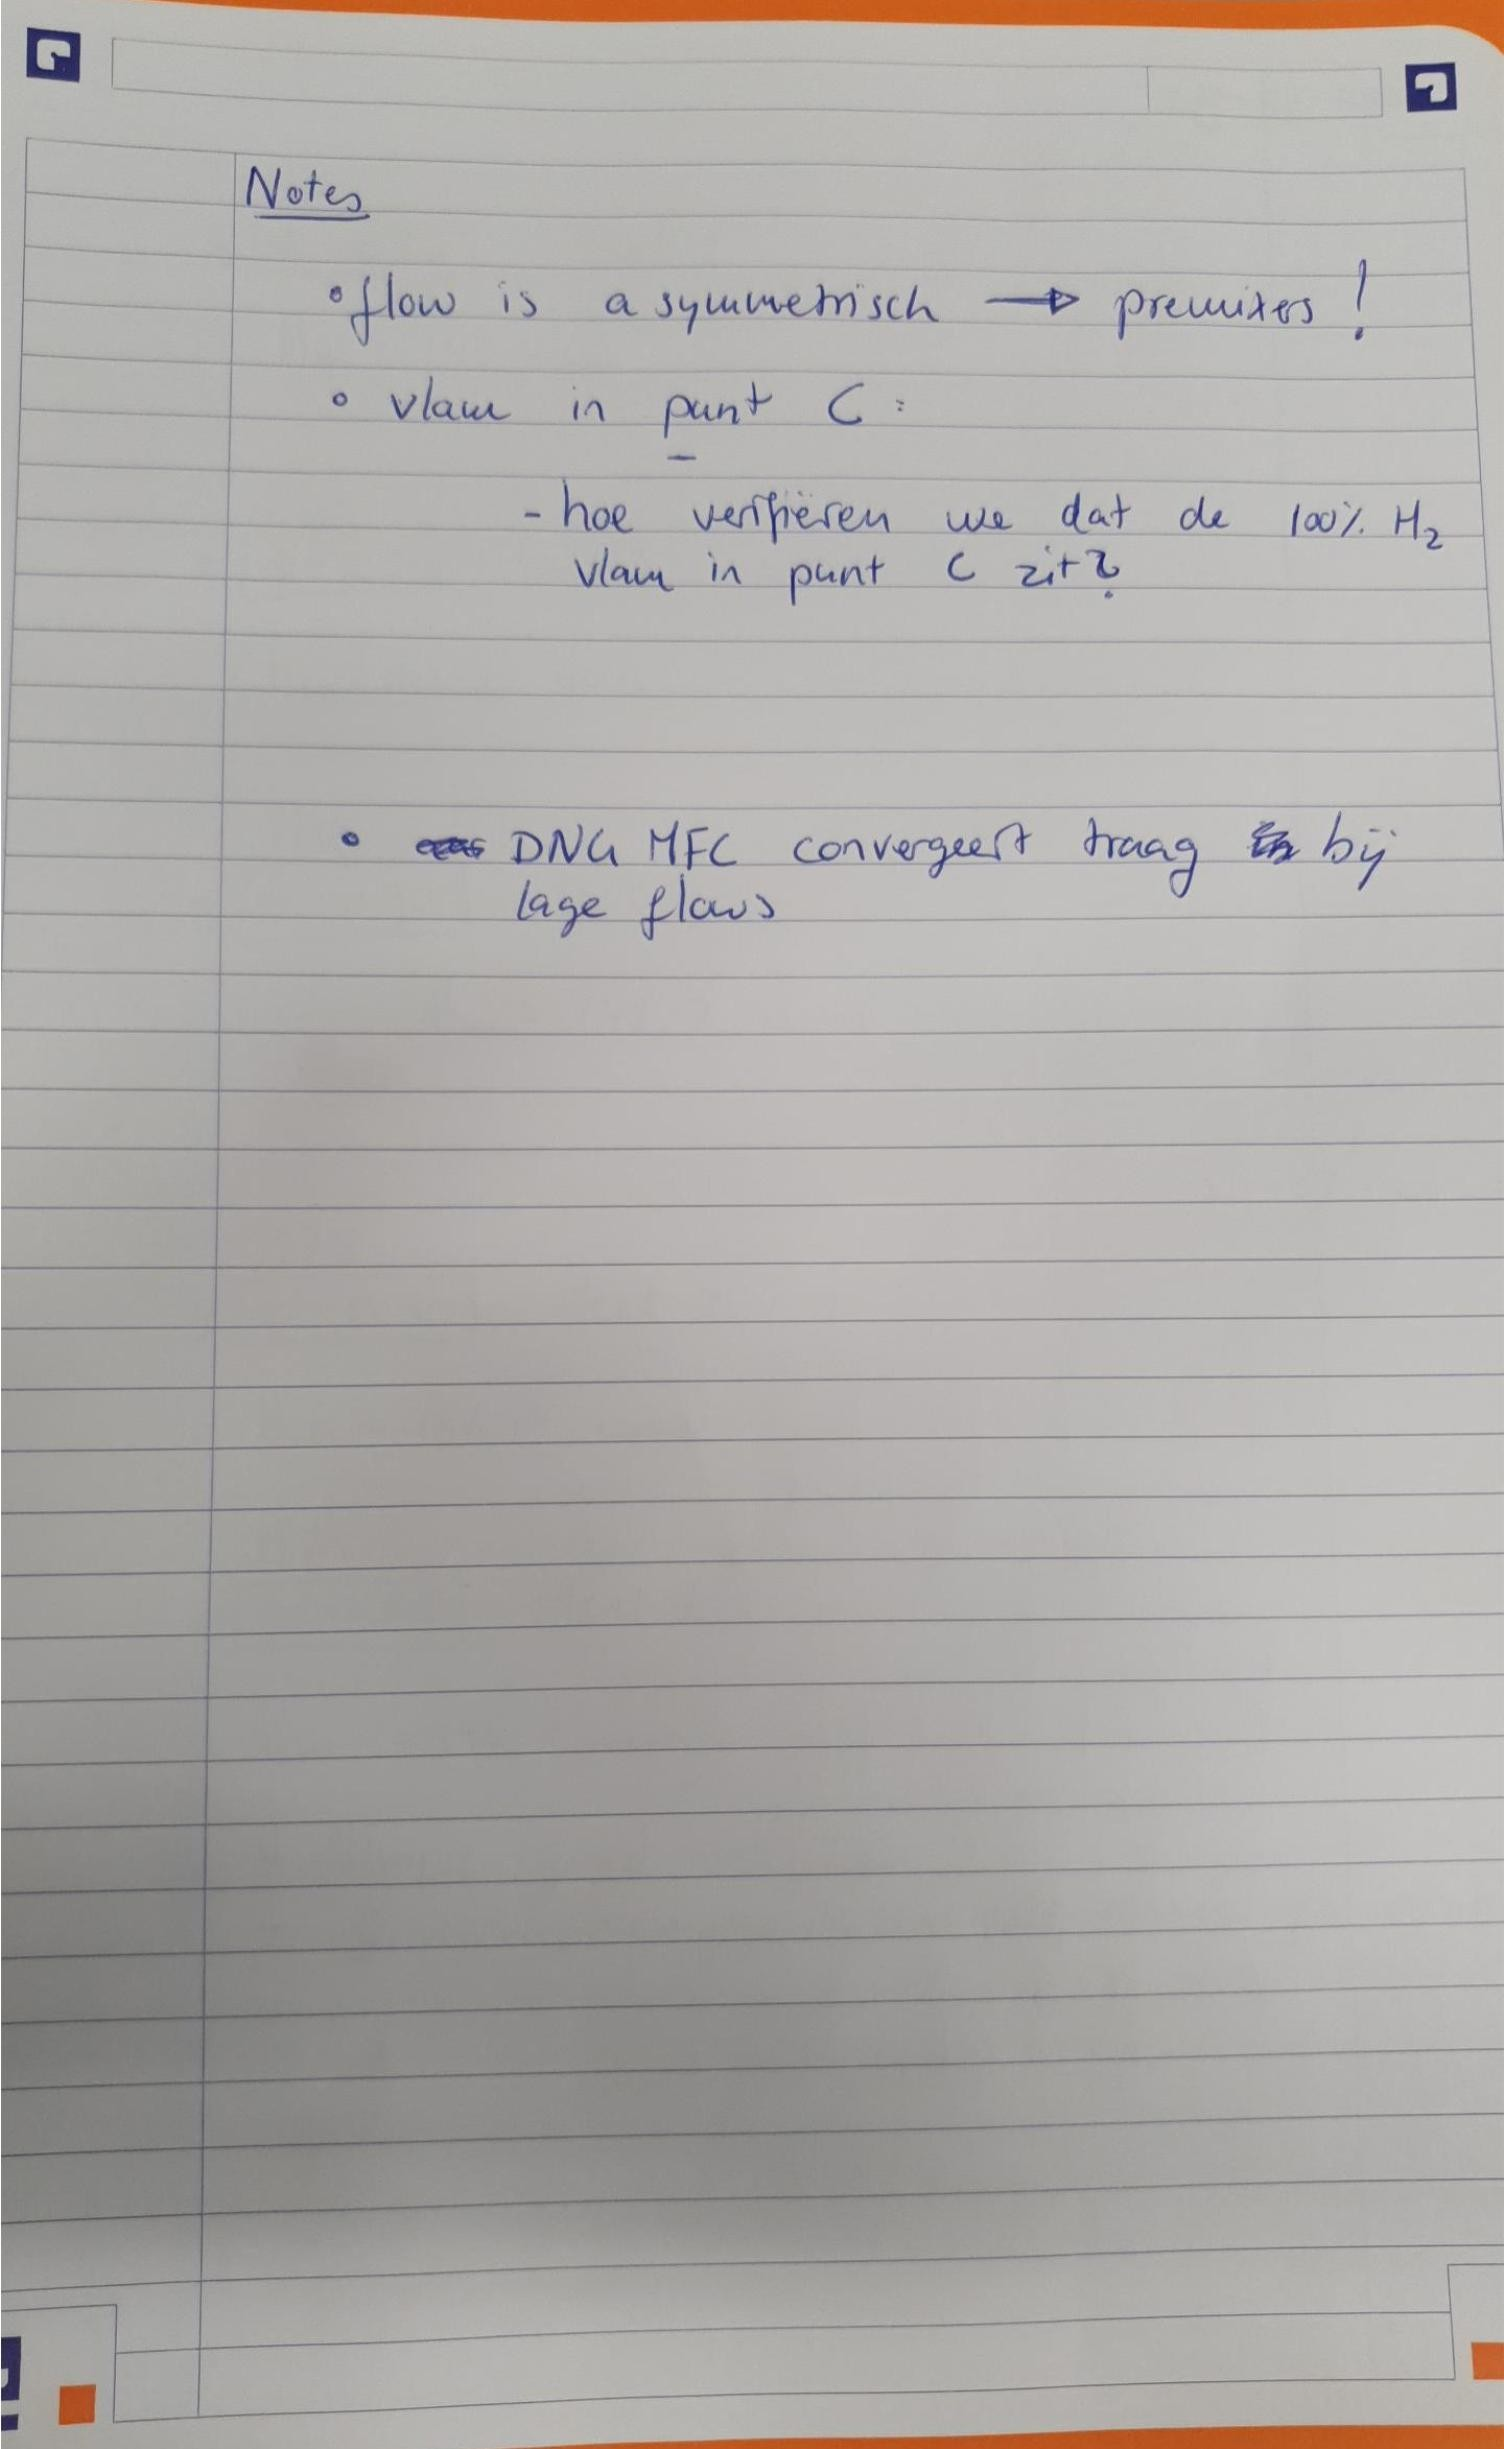 Notes
• flow is asymmetrisch → premixers!
• vlam in punt C:
- hoe verifiëren we dat de 100% H₂
vlam in punt C zit?
• DNG MFC convergeert traag bij
lage flows